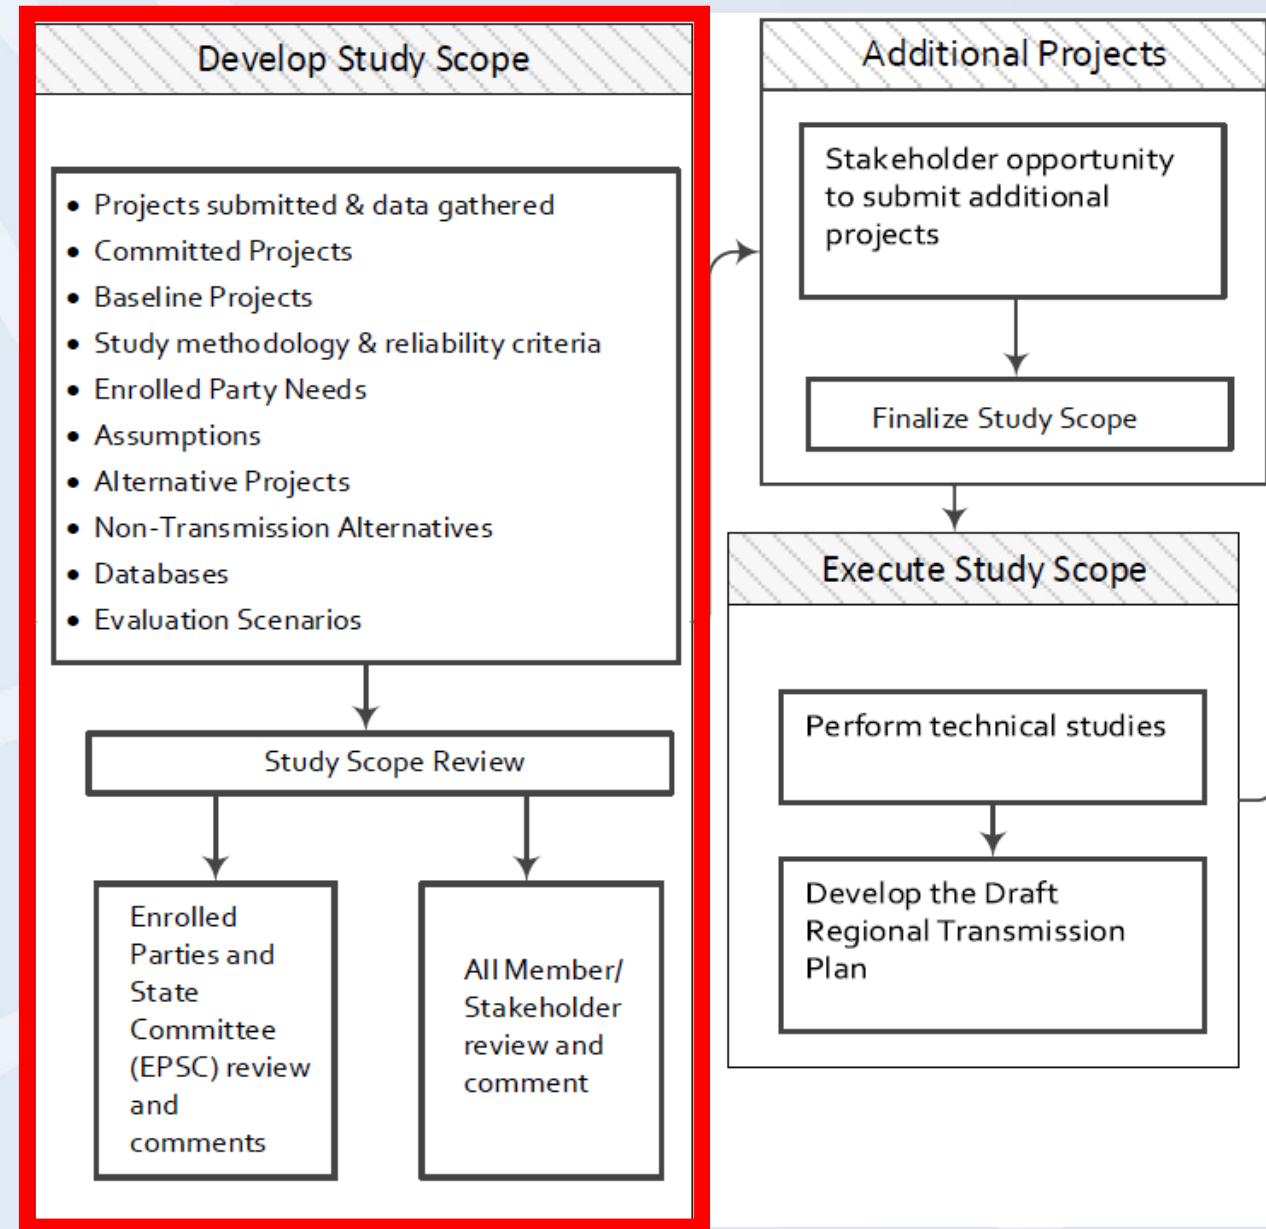 Develop Study Scope
• Projects submitted & data gathered
• Committed Projects
• Baseline Projects
• Study methodology & reliability criteria
• Enrolled Party Needs
• Assumptions
• Alternative Projects
• Non-Transmission Alternatives
• Databases
• Evaluation Scenarios
Study Scope Review
Enrolled
Parties and
State
Committee
(EPSC) review
and
comments
All Member/
Stakeholder
review and
comment
Additional Projects
Stakeholder opportunity
to submit additional
projects
Finalize Study Scope
Execute Study Scope
Perform technical studies
Develop the Draft
Regional Transmission
Plan